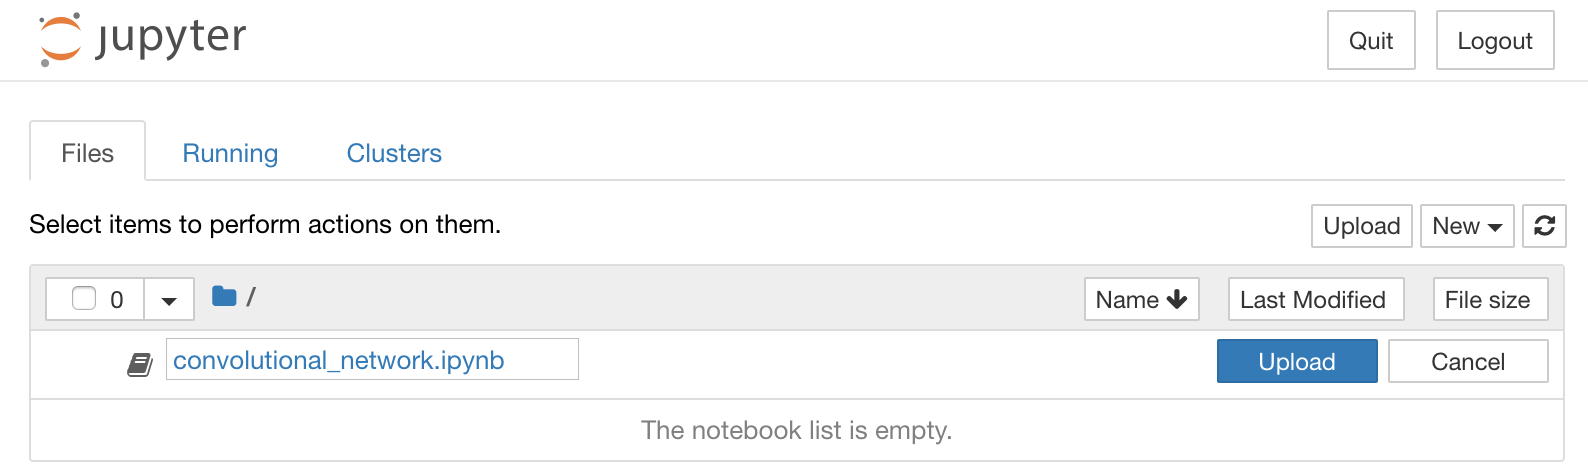 jupyter Quit Logout
Files Running Clusters
Select items to perform actions on them. Upload New
0 / Name Last Modified File size
convolutional_network.ipynb Upload Cancel
The notebook list is empty.